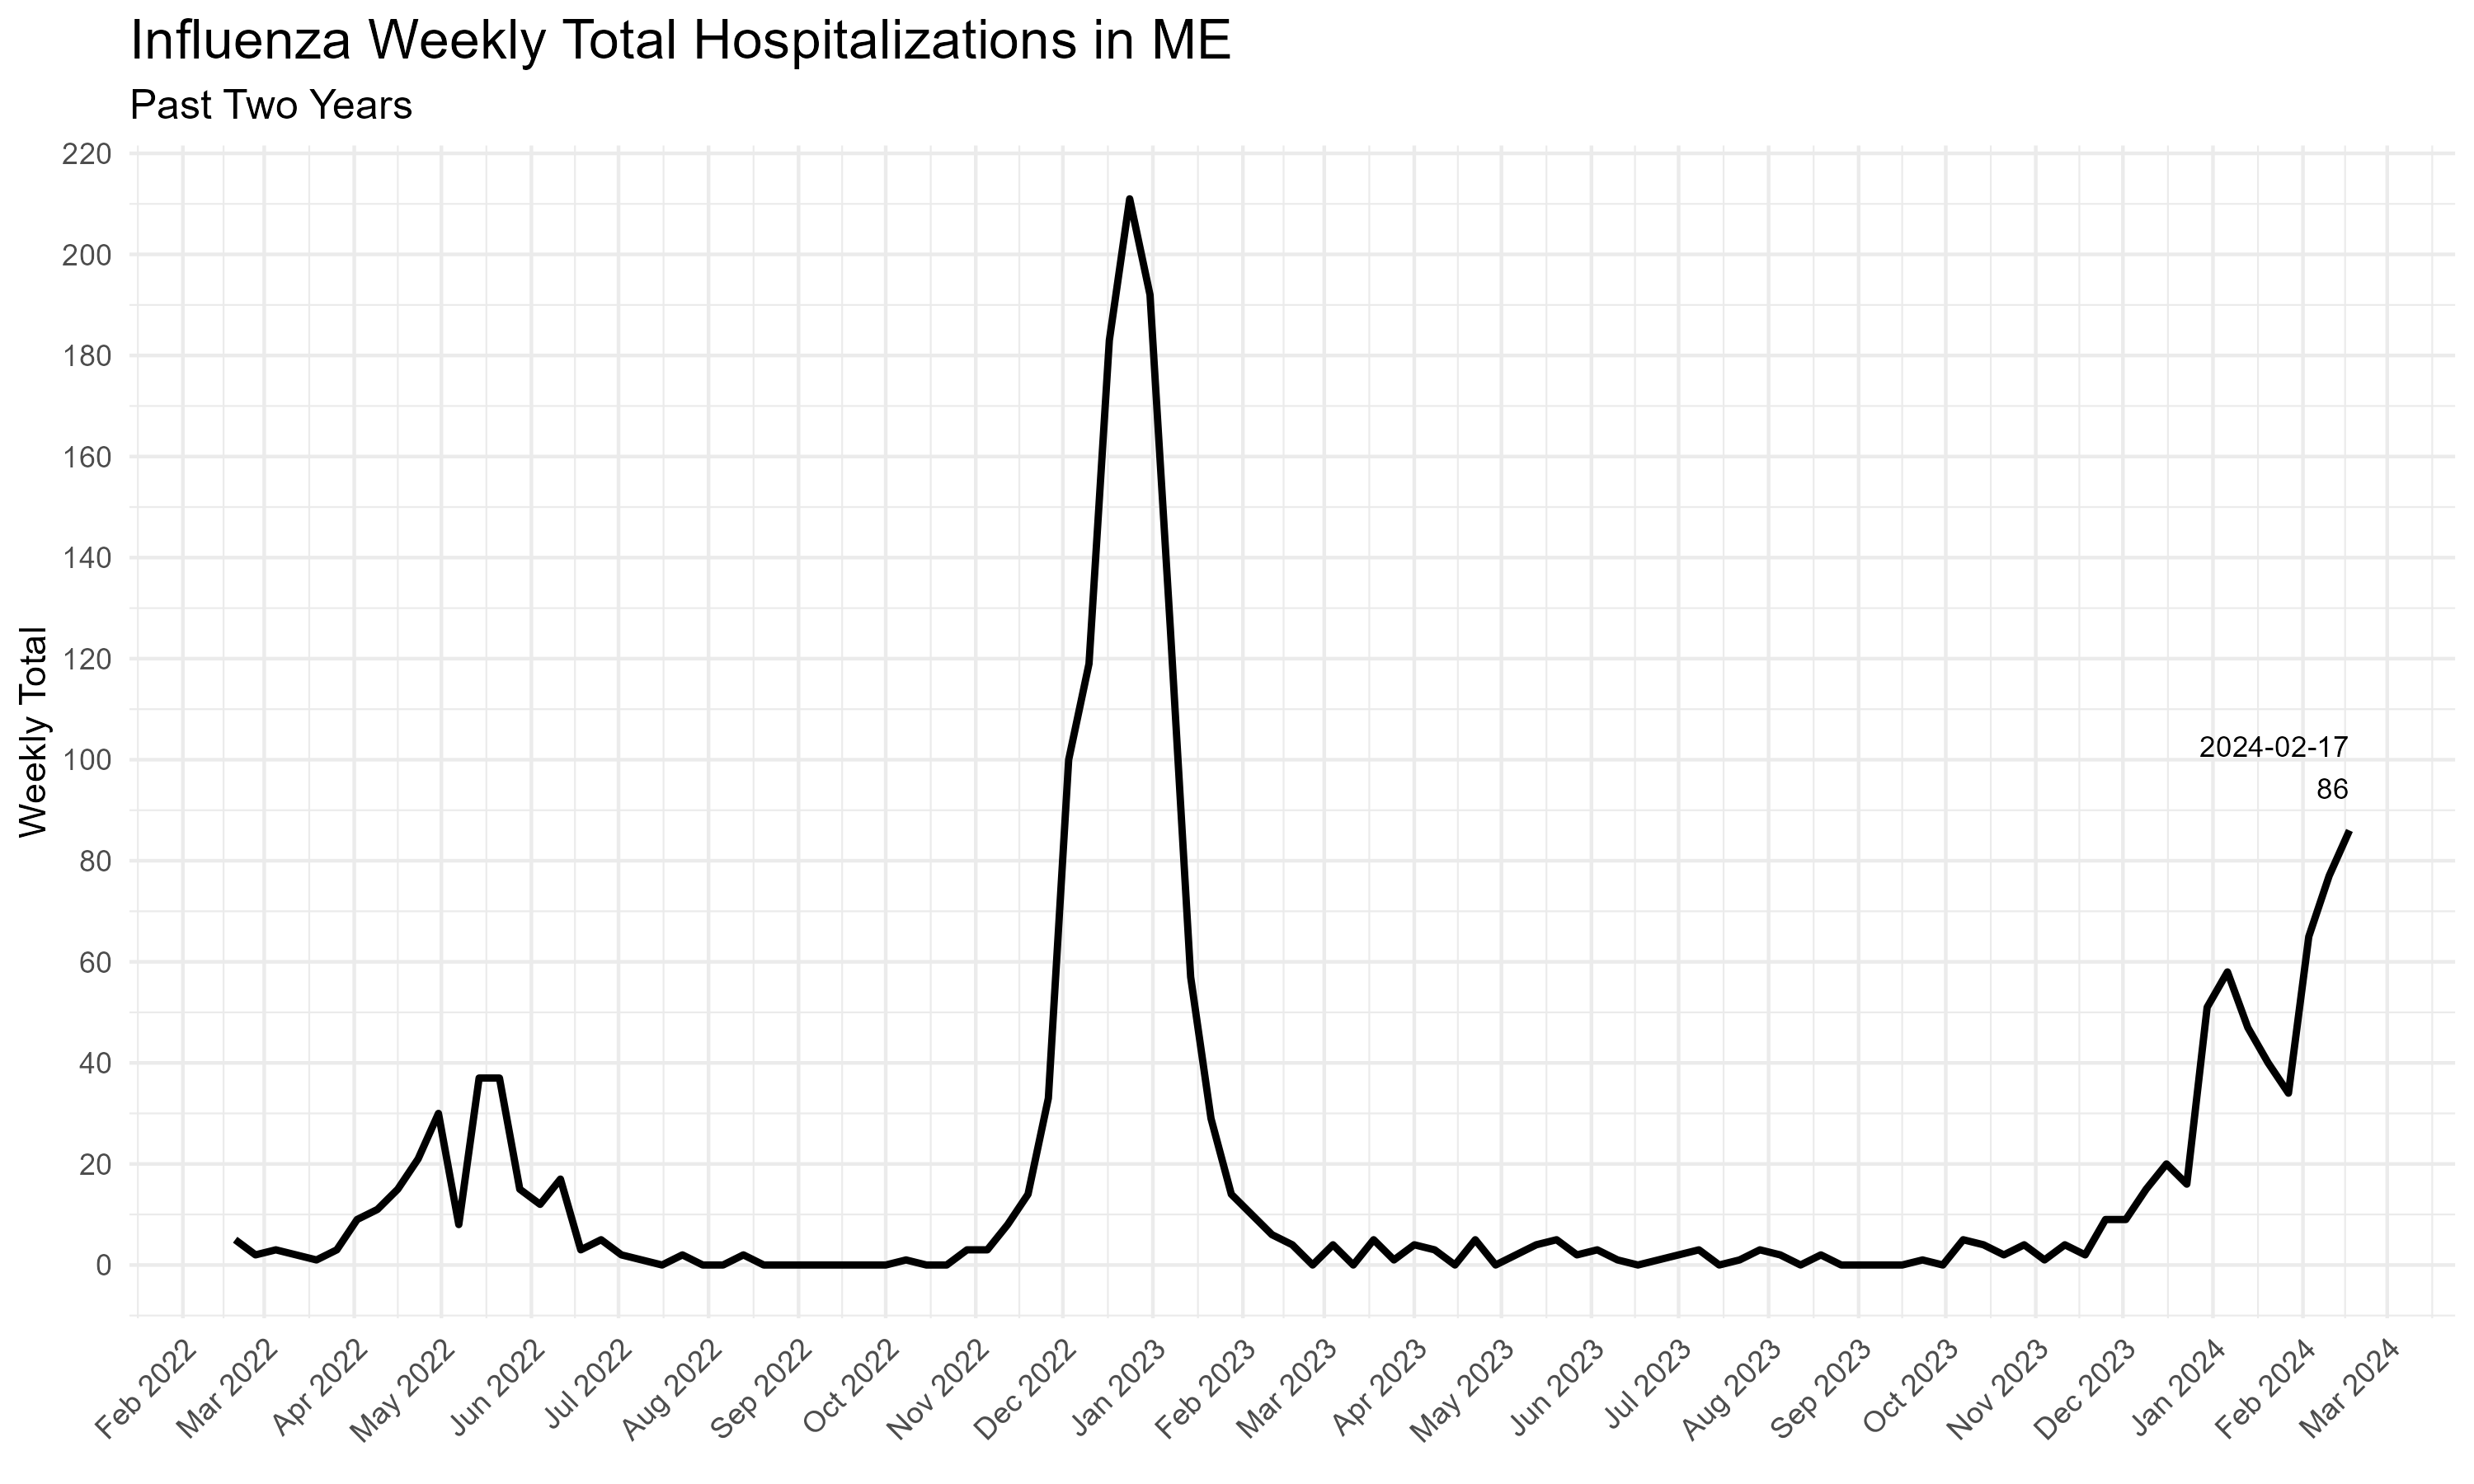 Influenza Weekly Total Hospitalizations in ME
Past Two Years
Weekly Total
220
200
180
160
140
120
100
80
60
40
20
0
2024-02-17
86
Feb 2022
Mar 2022
Apr 2022
May 2022
Jun 2022
Jul 2022
Aug 2022
Sep 2022
Oct 2022
Nov 2022
Dec 2022
Jan 2023
Feb 2023
Mar 2023
Apr 2023
May 2023
Jun 2023
Jul 2023
Aug 2023
Sep 2023
Oct 2023
Nov 2023
Dec 2023
Jan 2024
Feb 2024
Mar 2024